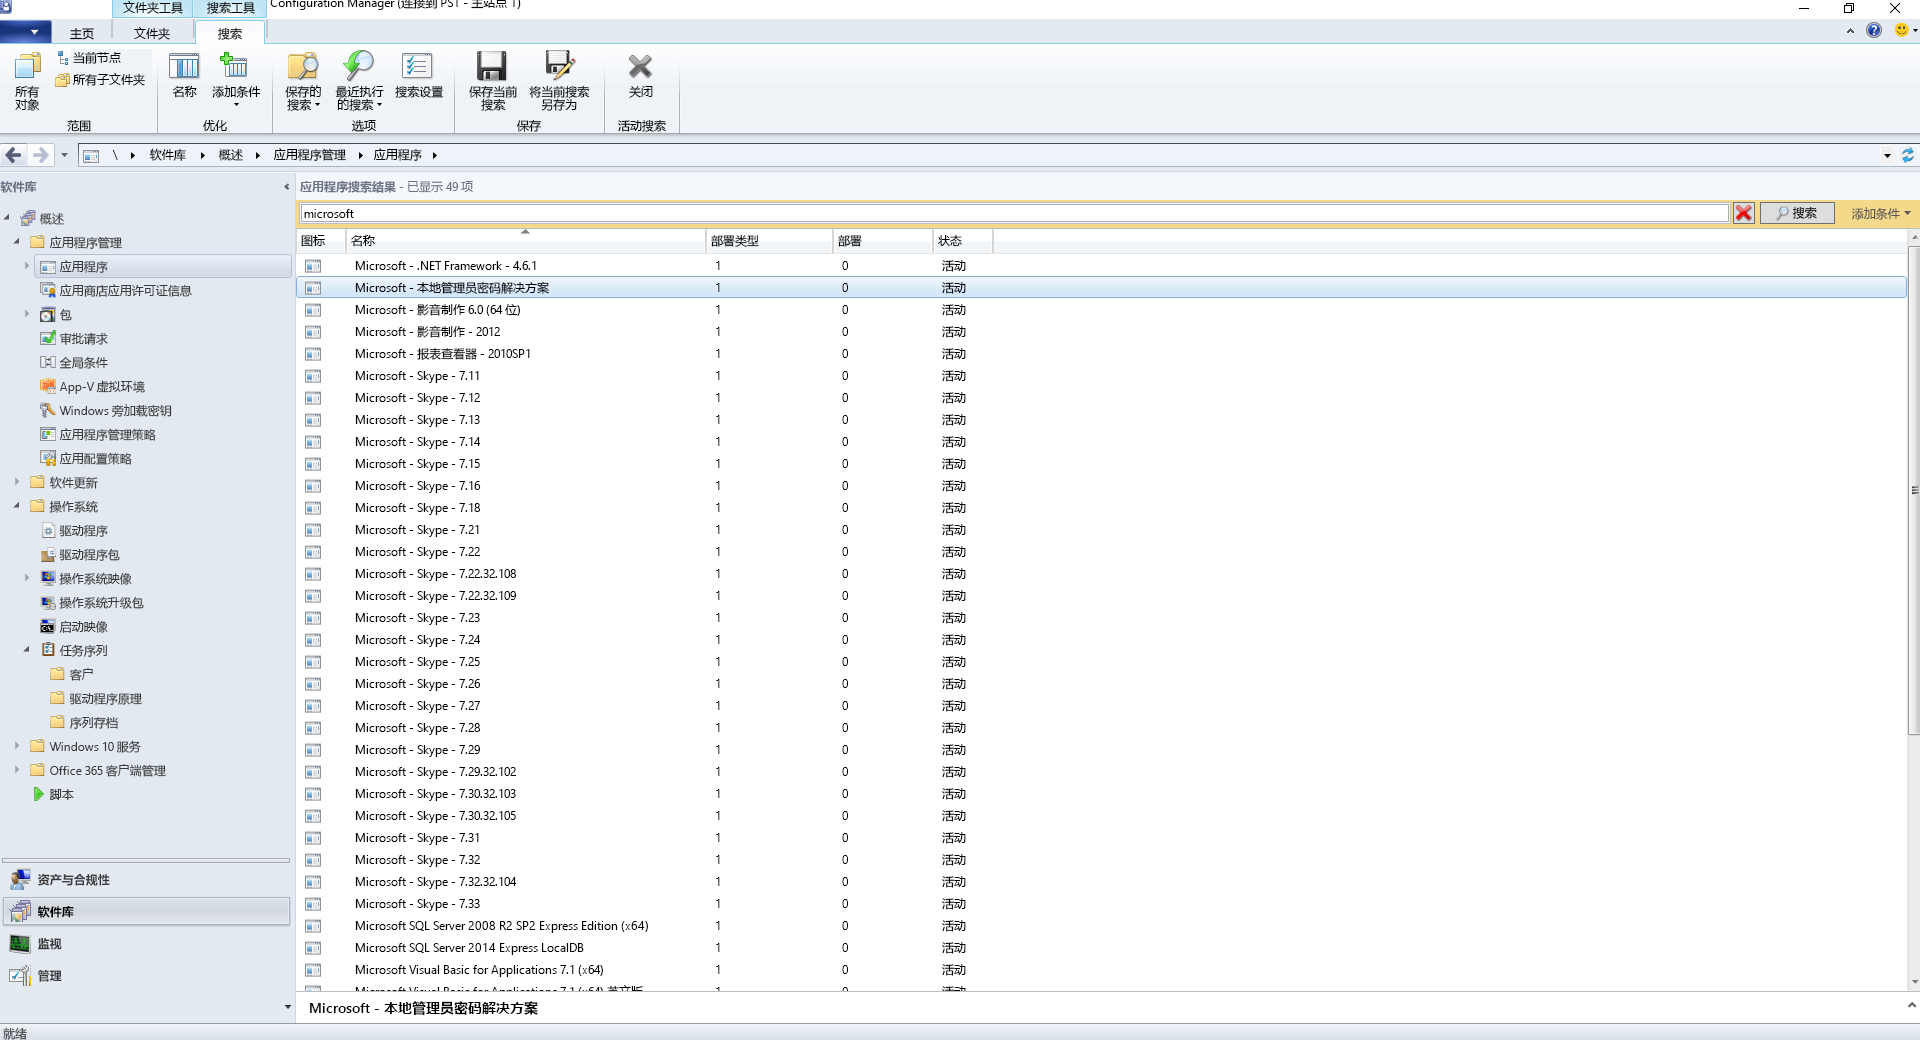 文件夹工具 搜索工具 Configuration Manager (连接到 PS1 - 主站点 1)
主页 文件夹 搜索
所有对象
当前节点
所有子文件夹
名称
添加条件
保存的搜索
最近执行的搜索
搜索设置
保存当前搜索
将当前搜索另存为
关闭
范围 优化 选项 保存 活动搜索
\ 软件库 概述 应用程序管理 应用程序
软件库
概述
应用程序管理
应用程序
应用商店应用许可证信息
包
审批请求
全局条件
App-V 虚拟环境
Windows 旁加载密钥
应用程序管理策略
应用配置策略
软件更新
操作系统
驱动程序
驱动程序包
操作系统映像
操作系统升级包
启动映像
任务序列
客户
驱动程序原理
序列存档
Windows 10 服务
Office 365 客户端管理
脚本
资产与合规性
软件库
监视
管理
应用程序搜索结果 - 已显示 49 项
microsoft 搜索 添加条件
图标 名称 部署类型 部署 状态
Microsoft - .NET Framework - 4.6.1 1 0 活动
Microsoft - 本地管理员密码解决方案 1 0 活动
Microsoft - 影音制作 6.0 (64 位) 1 0 活动
Microsoft - 影音制作 - 2012 1 0 活动
Microsoft - 报表查看器 - 2010SP1 1 0 活动
Microsoft - Skype - 7.11 1 0 活动
Microsoft - Skype - 7.12 1 0 活动
Microsoft - Skype - 7.13 1 0 活动
Microsoft - Skype - 7.14 1 0 活动
Microsoft - Skype - 7.15 1 0 活动
Microsoft - Skype - 7.16 1 0 活动
Microsoft - Skype - 7.18 1 0 活动
Microsoft - Skype - 7.21 1 0 活动
Microsoft - Skype - 7.22 1 0 活动
Microsoft - Skype - 7.22.32.108 1 0 活动
Microsoft - Skype - 7.22.32.109 1 0 活动
Microsoft - Skype - 7.23 1 0 活动
Microsoft - Skype - 7.24 1 0 活动
Microsoft - Skype - 7.25 1 0 活动
Microsoft - Skype - 7.26 1 0 活动
Microsoft - Skype - 7.27 1 0 活动
Microsoft - Skype - 7.28 1 0 活动
Microsoft - Skype - 7.29 1 0 活动
Microsoft - Skype - 7.29.32.102 1 0 活动
Microsoft - Skype - 7.30.32.103 1 0 活动
Microsoft - Skype - 7.30.32.105 1 0 活动
Microsoft - Skype - 7.31 1 0 活动
Microsoft - Skype - 7.32 1 0 活动
Microsoft - Skype - 7.32.32.104 1 0 活动
Microsoft - Skype - 7.33 1 0 活动
Microsoft SQL Server 2008 R2 SP2 Express Edition (x64) 1 0 活动
Microsoft SQL Server 2014 Express LocalDB 1 0 活动
Microsoft Visual Basic for Applications 7.1 (x64) 1 0 活动
Microsoft Visual Basic for Applications 7.1 (x64) 英文版 1 0 活动
Microsoft - 本地管理员密码解决方案
就绪